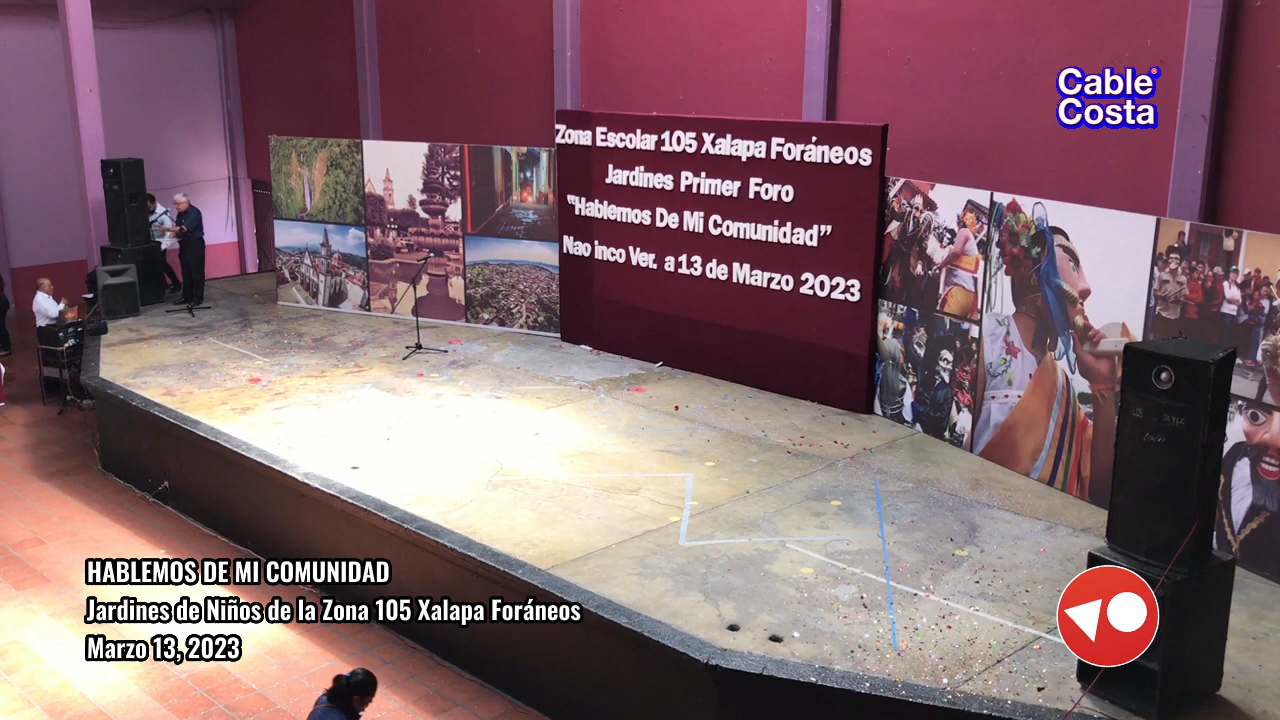 Cable
Costa
Zona Escolar 105 Xalapa Foráneos
Jardines Primer Foro
"Hablemos De Mi Comunidad"
Nao inco Ver. a 13 de Marzo 2023
HABLEMOS DE MI COMUNIDAD
Jardines de Niños de la Zona 105 Xalapa Foráneos
Marzo 13, 2023